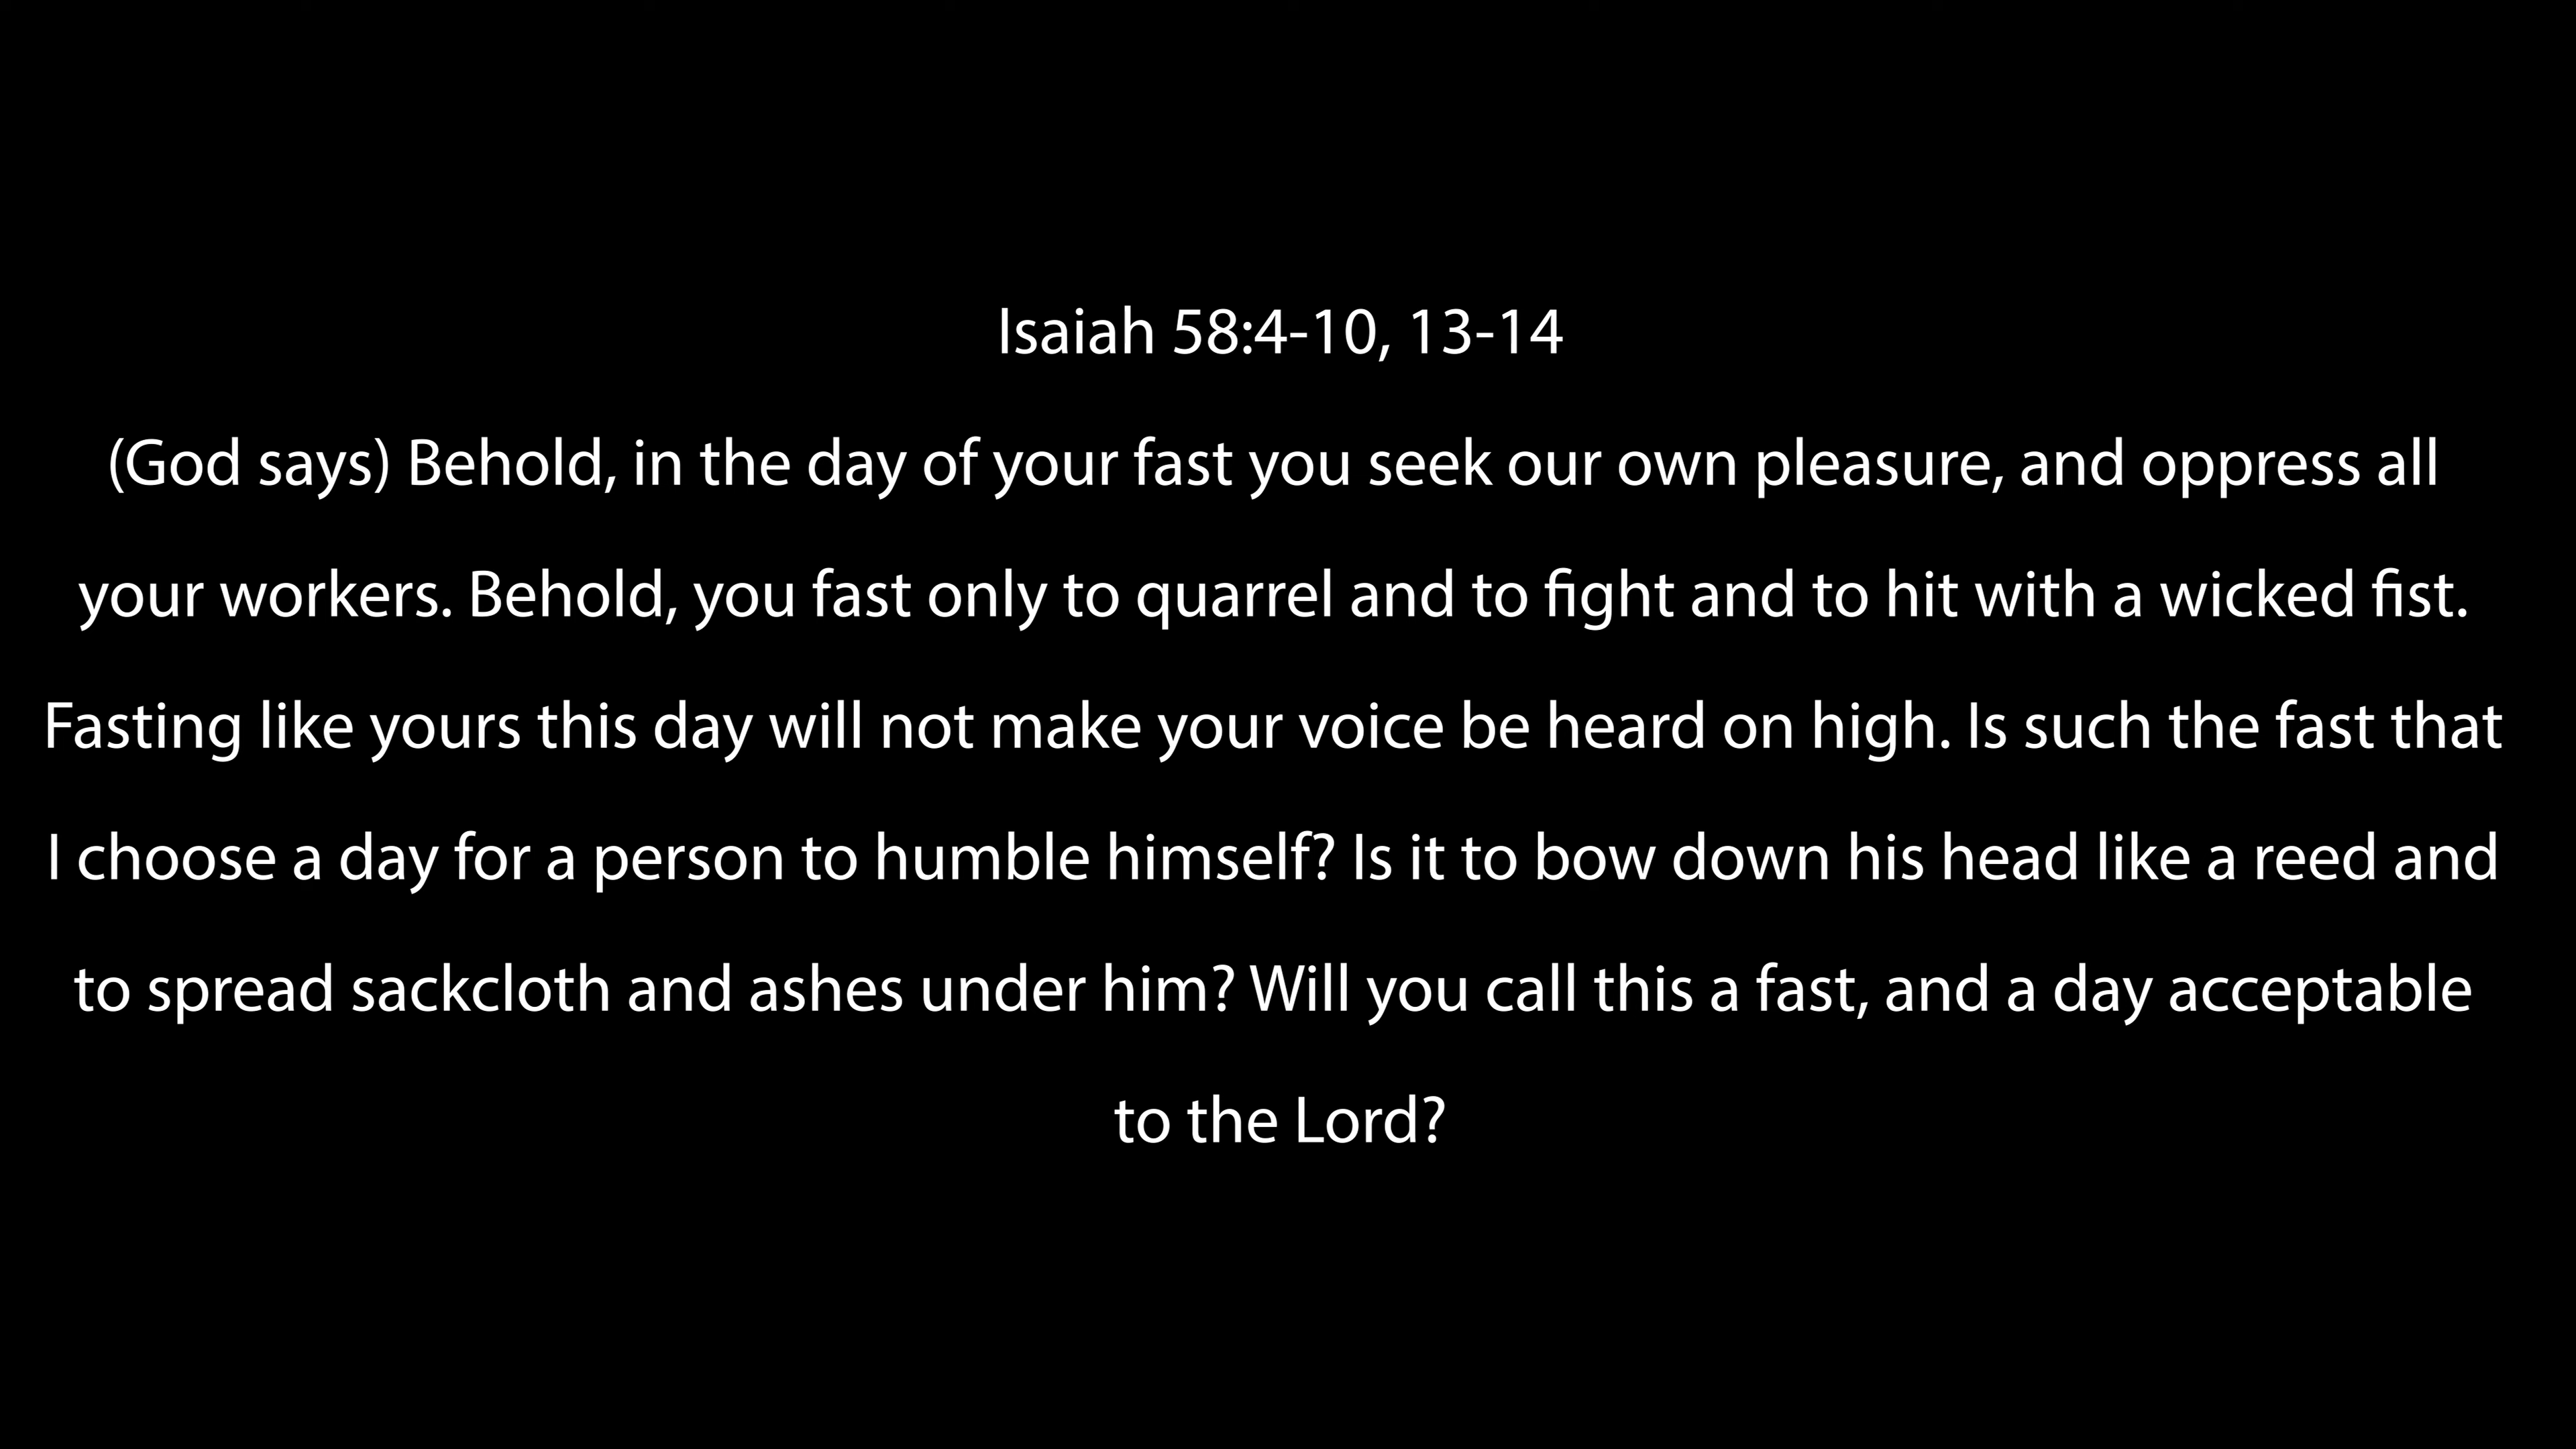 Isaiah 58:4-10, 13-14
(God says) Behold, in the day of your fast you seek our own pleasure, and oppress all
your workers. Behold, you fast only to quarrel and to fight and to hit with a wicked fist.
Fasting like yours this day will not make your voice be heard on high. Is such the fast that
I choose a day for a person to humble himself? Is it to bow down his head like a reed and
to spread sackcloth and ashes under him? Will you call this a fast, and a day acceptable
to the Lord?